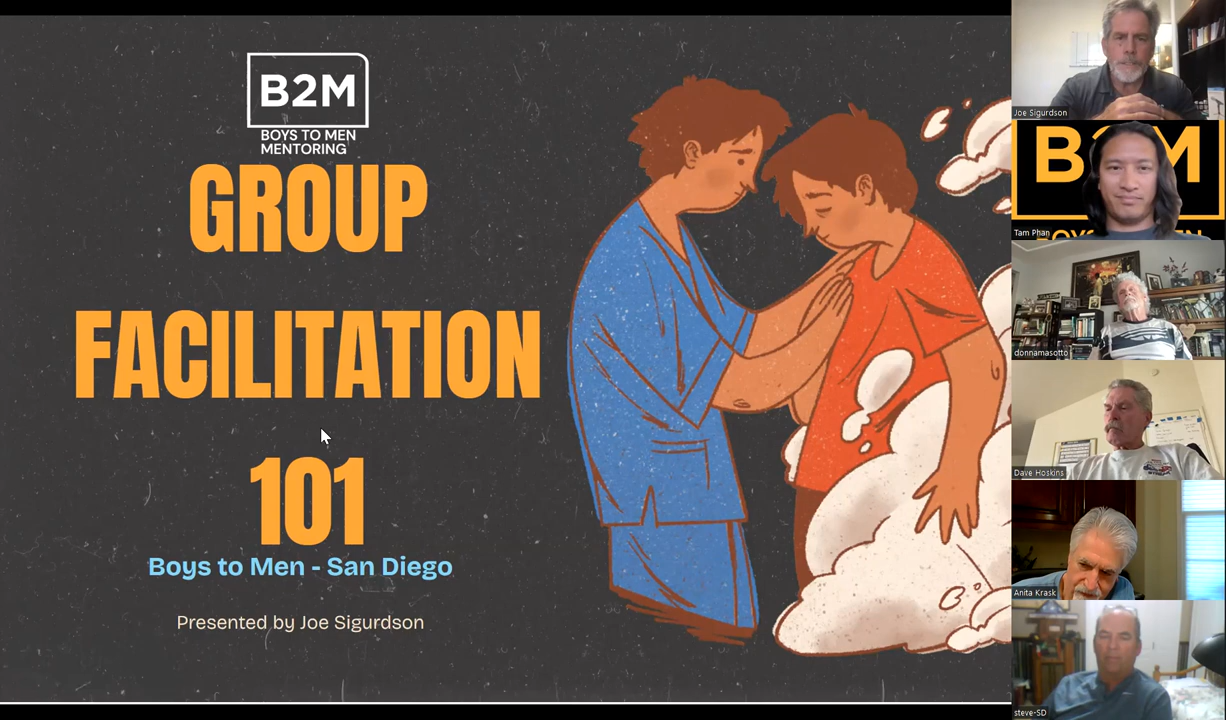 B2M
BOYS TO MEN
MENTORING
GROUP
FACILITATION
101
Boys to Men - San Diego
Presented by Joe Sigurdson
Joe Sigurdson
B2M
Tam Phan
donnamasotto
Dave Hoskins
Anita Krask
steve-SD